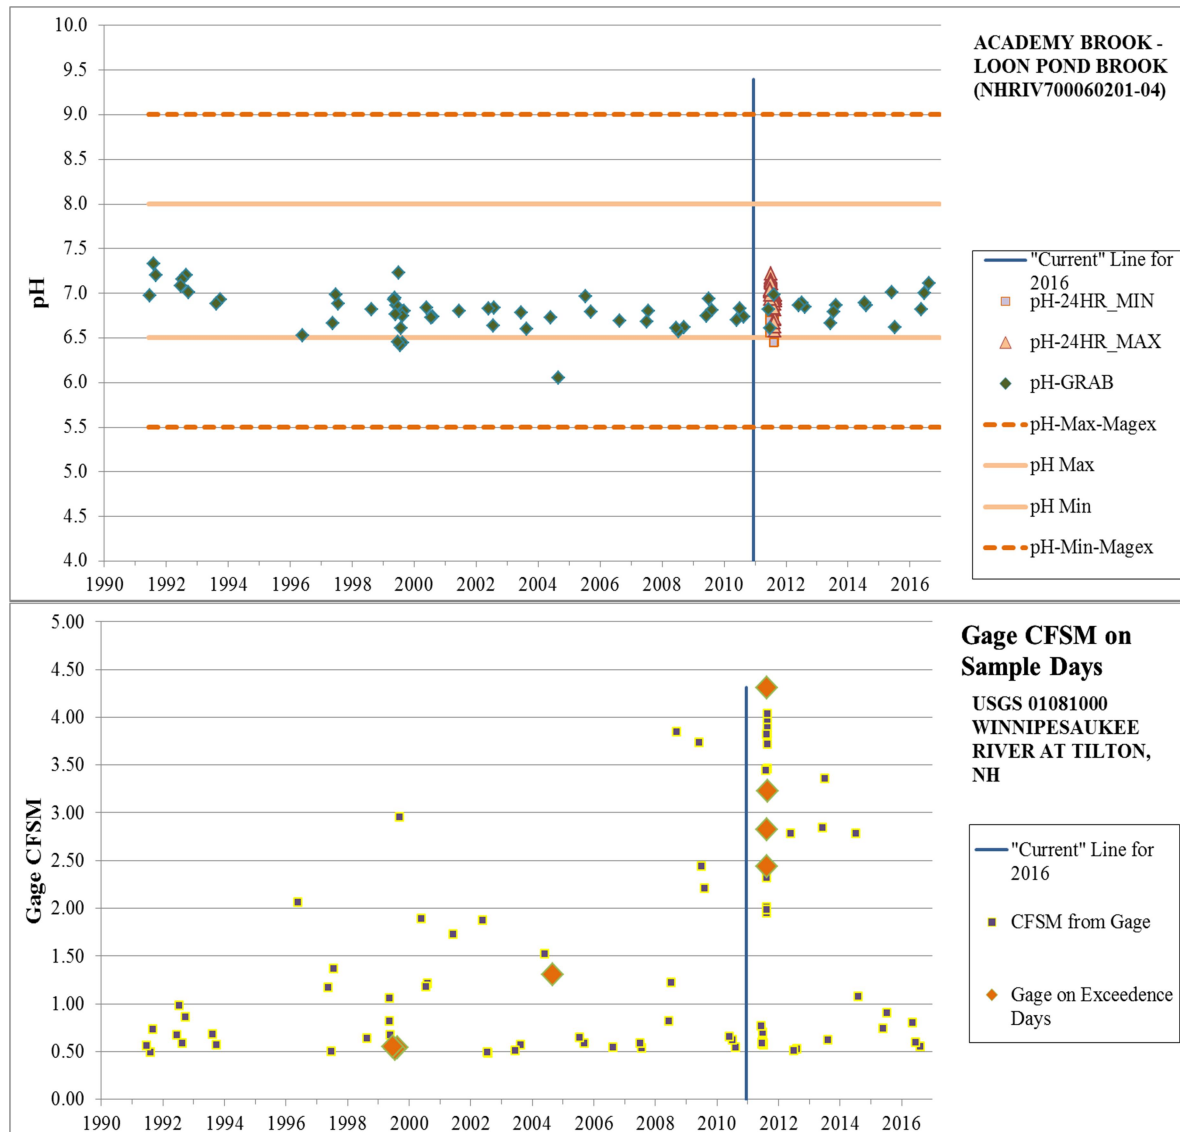 10.0
9.5
9.0
8.5
8.0
7.5
7.0
6.5
6.0
5.5
5.0
4.5
4.0
pH
1990 1992 1994 1996 1998 2000 2002 2004 2006 2008 2010 2012 2014 2016
ACADEMY BROOK -
LOON POND BROOK
(NHRIV700060201-04)
"Current" Line for
2016
pH-24HR_MIN
pH-24HR_MAX
pH-GRAB
pH-Max-Magex
pH Max
pH Min
pH-Min-Magex
5.00
4.50
4.00
3.50
3.00
2.50
2.00
1.50
1.00
0.50
0.00
Gage CFSM
1990 1992 1994 1996 1998 2000 2002 2004 2006 2008 2010 2012 2014 2016
Gage CFSM on
Sample Days
USGS 01081000
WINNIPESAUKEE
RIVER AT TILTON,
NH
"Current" Line for
2016
CFSM from Gage
Gage on Exceedence
Days